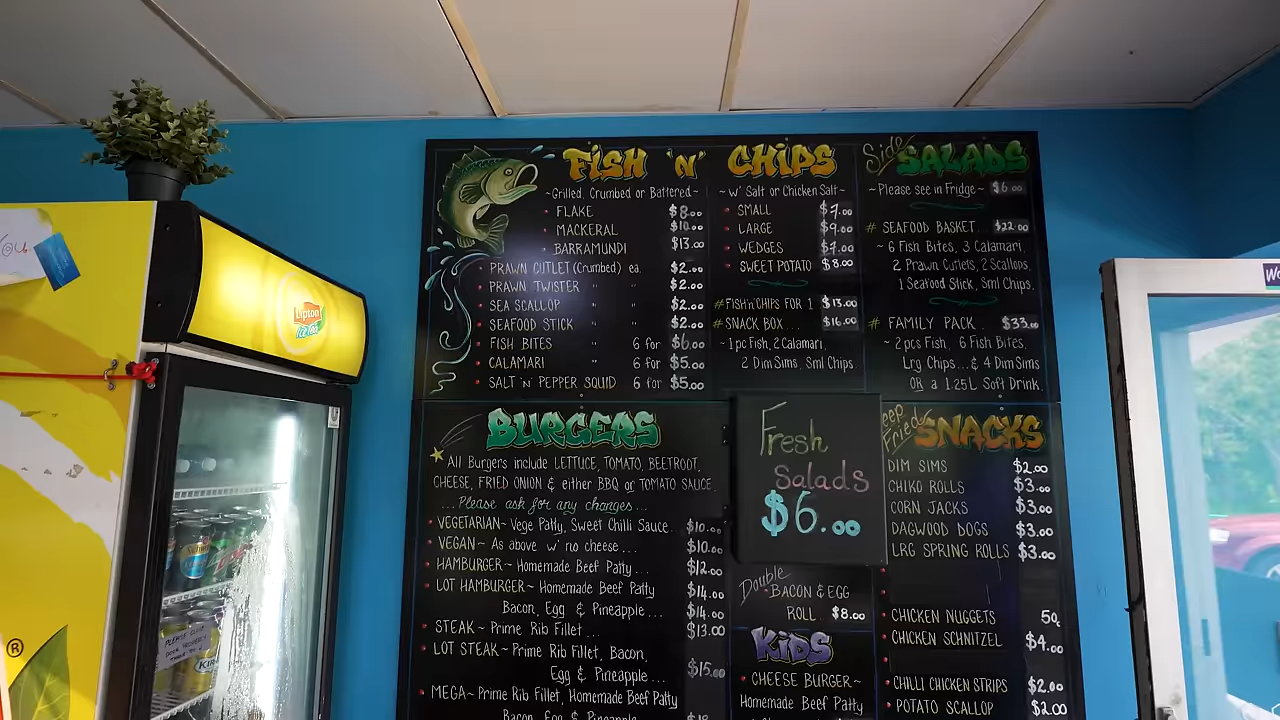 You.
Lipton
Ice Tea
FISH 'N' CHIPS
~Grilled, Crumbed or Battered~
FLAKE $8.00
MACKERAL $10.00
BARRAMUNDI $13.00
PRAWN CUTLET (Crumbed) ea. $2.00
PRAWN TWISTER " " $2.00
SEA SCALLOP " " $2.00
SEAFOOD STICK " " $2.00
FISH BITES " 6 for $6.00
CALAMARI 6 for $5.00
SALT 'N' PEPPER SQUID 6 for $5.00
~ w' Salt or Chicken Salt~
SMALL $7.00
LARGE $9.00
WEDGES $7.00
SWEET POTATO $8.00
# FISH'n'CHIPS FOR 1 $13.00
# SNACK BOX... $16.00
~ 1 pc Fish, 2 Calamari,
2 Dim Sims, Sml Chips.
Side SALADS
~Please see in Fridge~ $6.00
# SEAFOOD BASKET... $22.00
~ 6 Fish Bites, 3 Calamari,
2 Prawn Cutlets, 2 Scallops,
1 Seafood Stick, Sml Chips.
# FAMILY PACK... $33.00
~ 2 pcs Fish, 6 Fish Bites,
Lrg Chips...& 4 Dim Sims
OR a 1.25L Soft Drink.
BURGERS
All Burgers include LETTUCE, TOMATO, BEETROOT,
CHEESE, FRIED ONION & either BBQ or TOMATO SAUCE.
...Please ask for any changes...
VEGETARIAN~ Vege Patty, Sweet Chilli Sauce $10.00
VEGAN~ As above w' no cheese... $10.00
HAMBURGER~ Homemade Beef Patty... $12.00
LOT HAMBURGER~ Homemade Beef Patty $14.00
Bacon, Egg & Pineapple... $14.00
STEAK~ Prime Rib Fillet... $13.00
LOT STEAK~ Prime Rib Fillet, Bacon,
Egg & Pineapple... $15.00
MEGA~ Prime Rib Fillet, Homemade Beef Patty
Bacon, Egg & Pineapple
Fresh
Salads
$6.00
Double
BACON & EGG
ROLL $8.00
KIDS
CHEESE BURGER~
Homemade Beef Patty
Deep Fried SNACKS
DIM SIMS $2.00
CHIKO ROLLS $3.00
CORN JACKS $3.00
DAGWOOD DOGS $3.00
LRG SPRING ROLLS $3.00
CHICKEN NUGGETS 50¢
CHICKEN SCHNITZEL $4.00
CHILLI CHICKEN STRIPS $2.00
POTATO SCALLOP $2.00
®